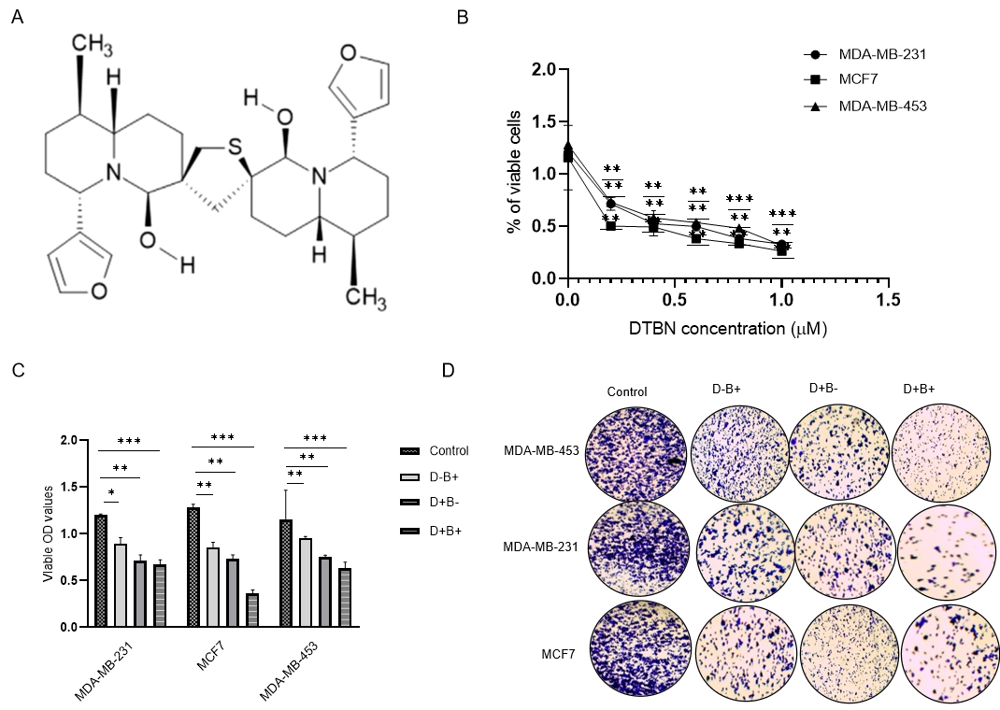 A
CH3
H
N
O
H
O
S
H
O
O
N
H
CH3
B
MDA-MB-231
MCF7
MDA-MB-453
% of viable cells
2.0
1.5
1.0
0.5
0.0
** ** ** *** ***
** ** ** ** **
** ** ** ** **
0.0 0.5 1.0 1.5
DTBN concentration (μM)
C
Viable OD values
2.0
1.5
1.0
0.5
0.0
*** *** ***
** ** **
* ** **
MDA-MB-231
MCF7
MDA-MB-453
Control
D-B+
D+B-
D+B+
D
Control D-B+ D+B- D+B+
MDA-MB-453
MDA-MB-231
MCF7